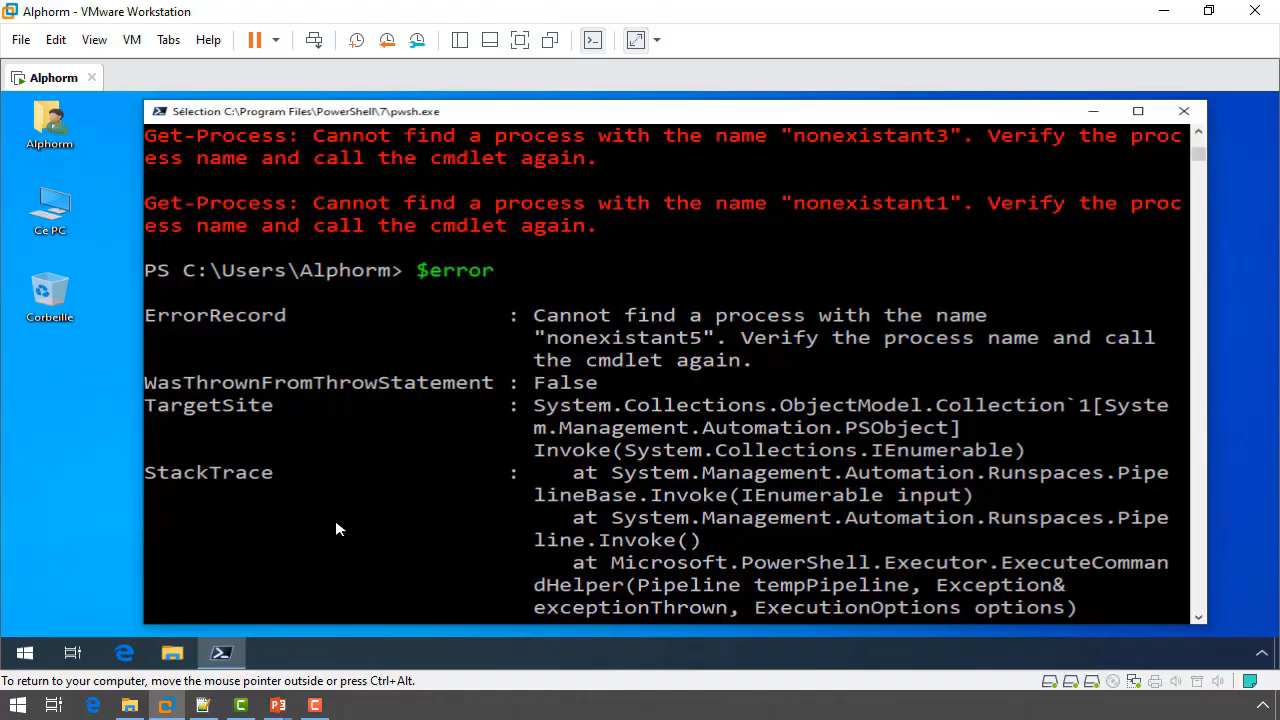 Alphorm - VMware Workstation
File Edit View VM Tabs Help
Alphorm
Sélection C:\Program Files\PowerShell\7\pwsh.exe
Alphorm
Ce PC
Corbeille
Get-Process: Cannot find a process with the name "nonexistant3". Verify the proc
ess name and call the cmdlet again.
Get-Process: Cannot find a process with the name "nonexistant1". Verify the proc
ess name and call the cmdlet again.
PS C:\Users\Alphorm> $error
ErrorRecord : Cannot find a process with the name
"nonexistant5". Verify the process name and call
the cmdlet again.
WasThrownFromThrowStatement : False
TargetSite : System.Collections.ObjectModel.Collection`1[Syste
m.Management.Automation.PSObject]
Invoke(System.Collections.IEnumerable)
StackTrace : at System.Management.Automation.Runspaces.Pipe
lineBase.Invoke(IEnumerable input)
at System.Management.Automation.Runspaces.Pipe
line.Invoke()
at Microsoft.PowerShell.Executor.ExecuteComman
dHelper(Pipeline tempPipeline, Exception&
exceptionThrown, ExecutionOptions options)
To return to your computer, move the mouse pointer outside or press Ctrl+Alt.